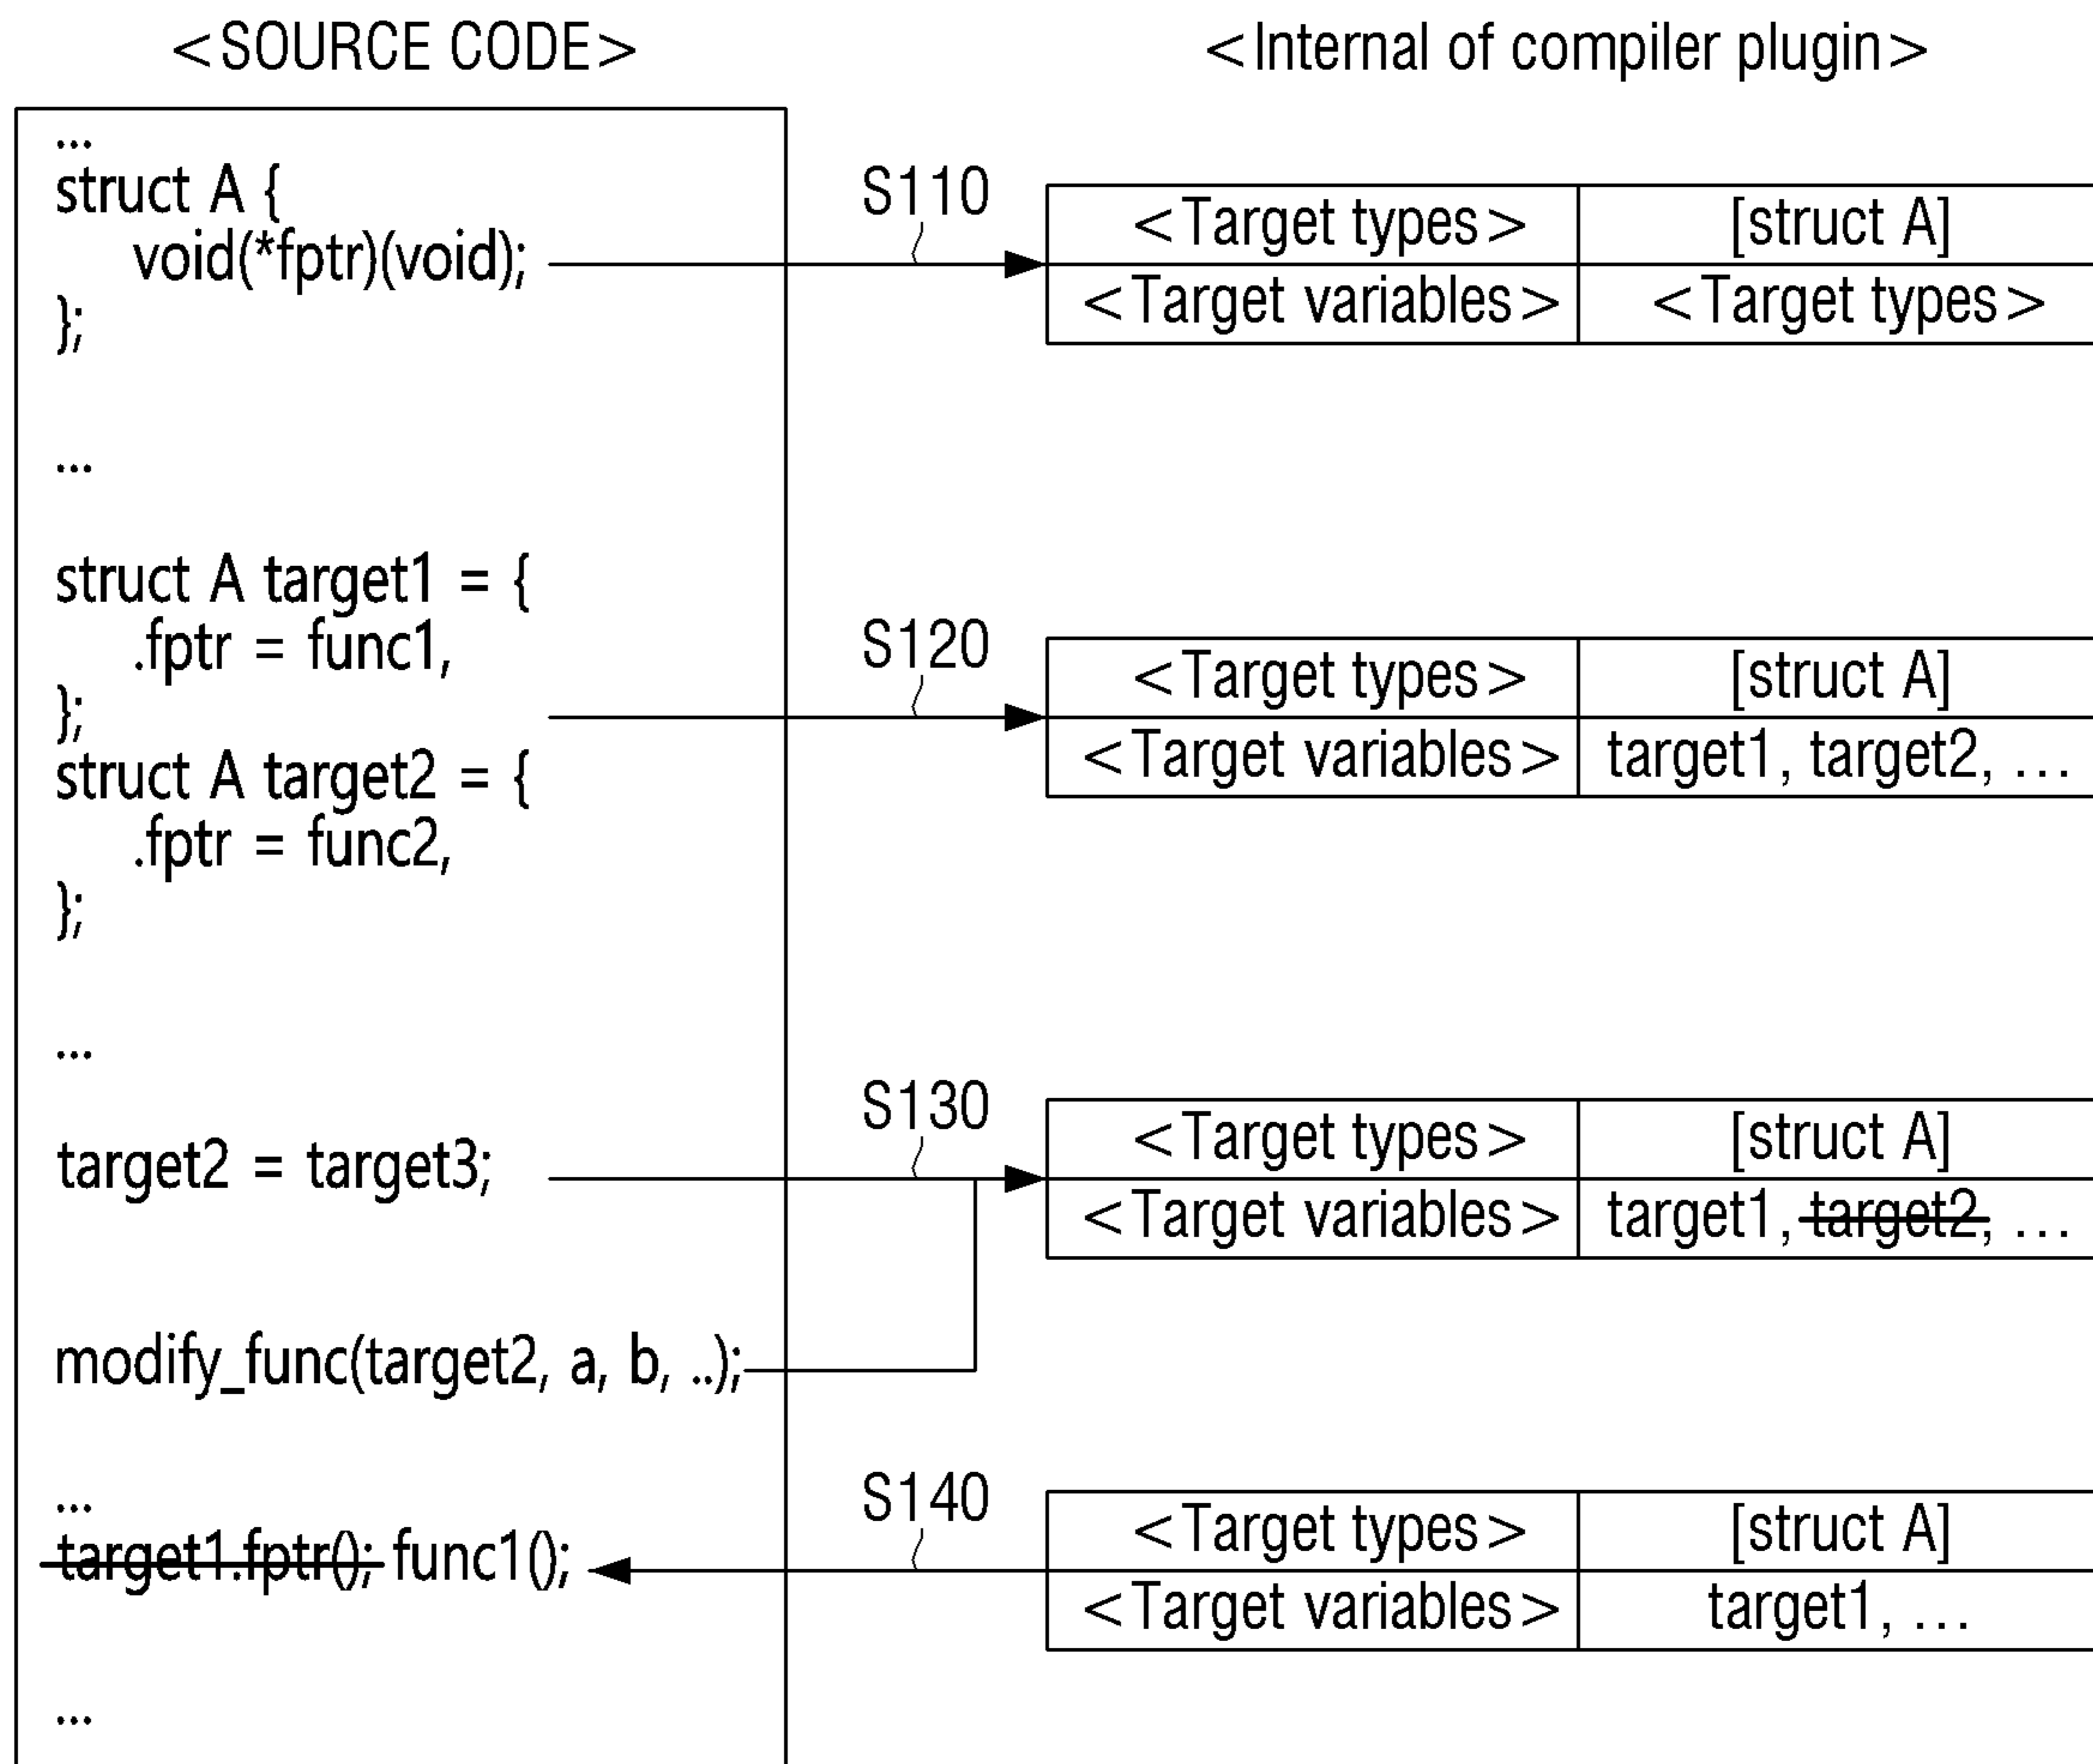 <SOURCE CODE>
<Internal of compiler plugin>
...
struct A {
void(*fptr)(void);
};
...
struct A target1 = {
.fptr = func1,
};
struct A target2 = {
.fptr = func2,
};
...
target2 = target3;
modify_func(target2, a, b, ..);
...
target1.fptr(); func1();
...
S110
<Target types> [struct A]
<Target variables> <Target types>
S120
<Target types> [struct A]
<Target variables> target1, target2, ...
S130
<Target types> [struct A]
<Target variables> target1, target2, ...
S140
<Target types> [struct A]
<Target variables> target1, ...